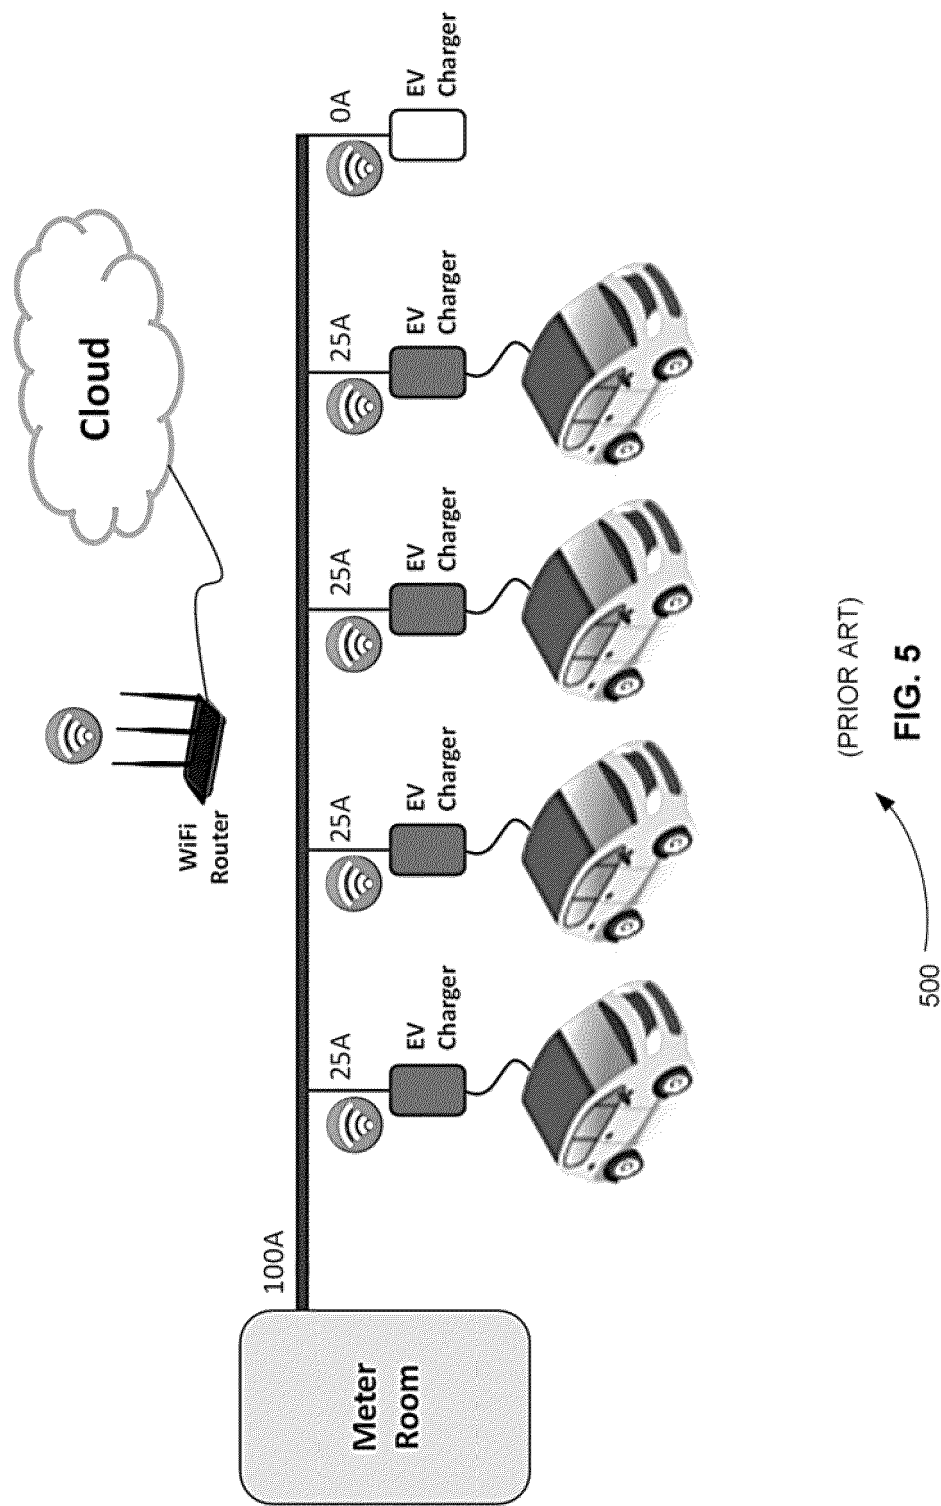 Cloud
WiFi
Router
100A
25A
25A
25A
25A
0A
EV
Charger
EV
Charger
EV
Charger
EV
Charger
EV
Charger
Meter
Room
500
(PRIOR ART)
FIG. 5